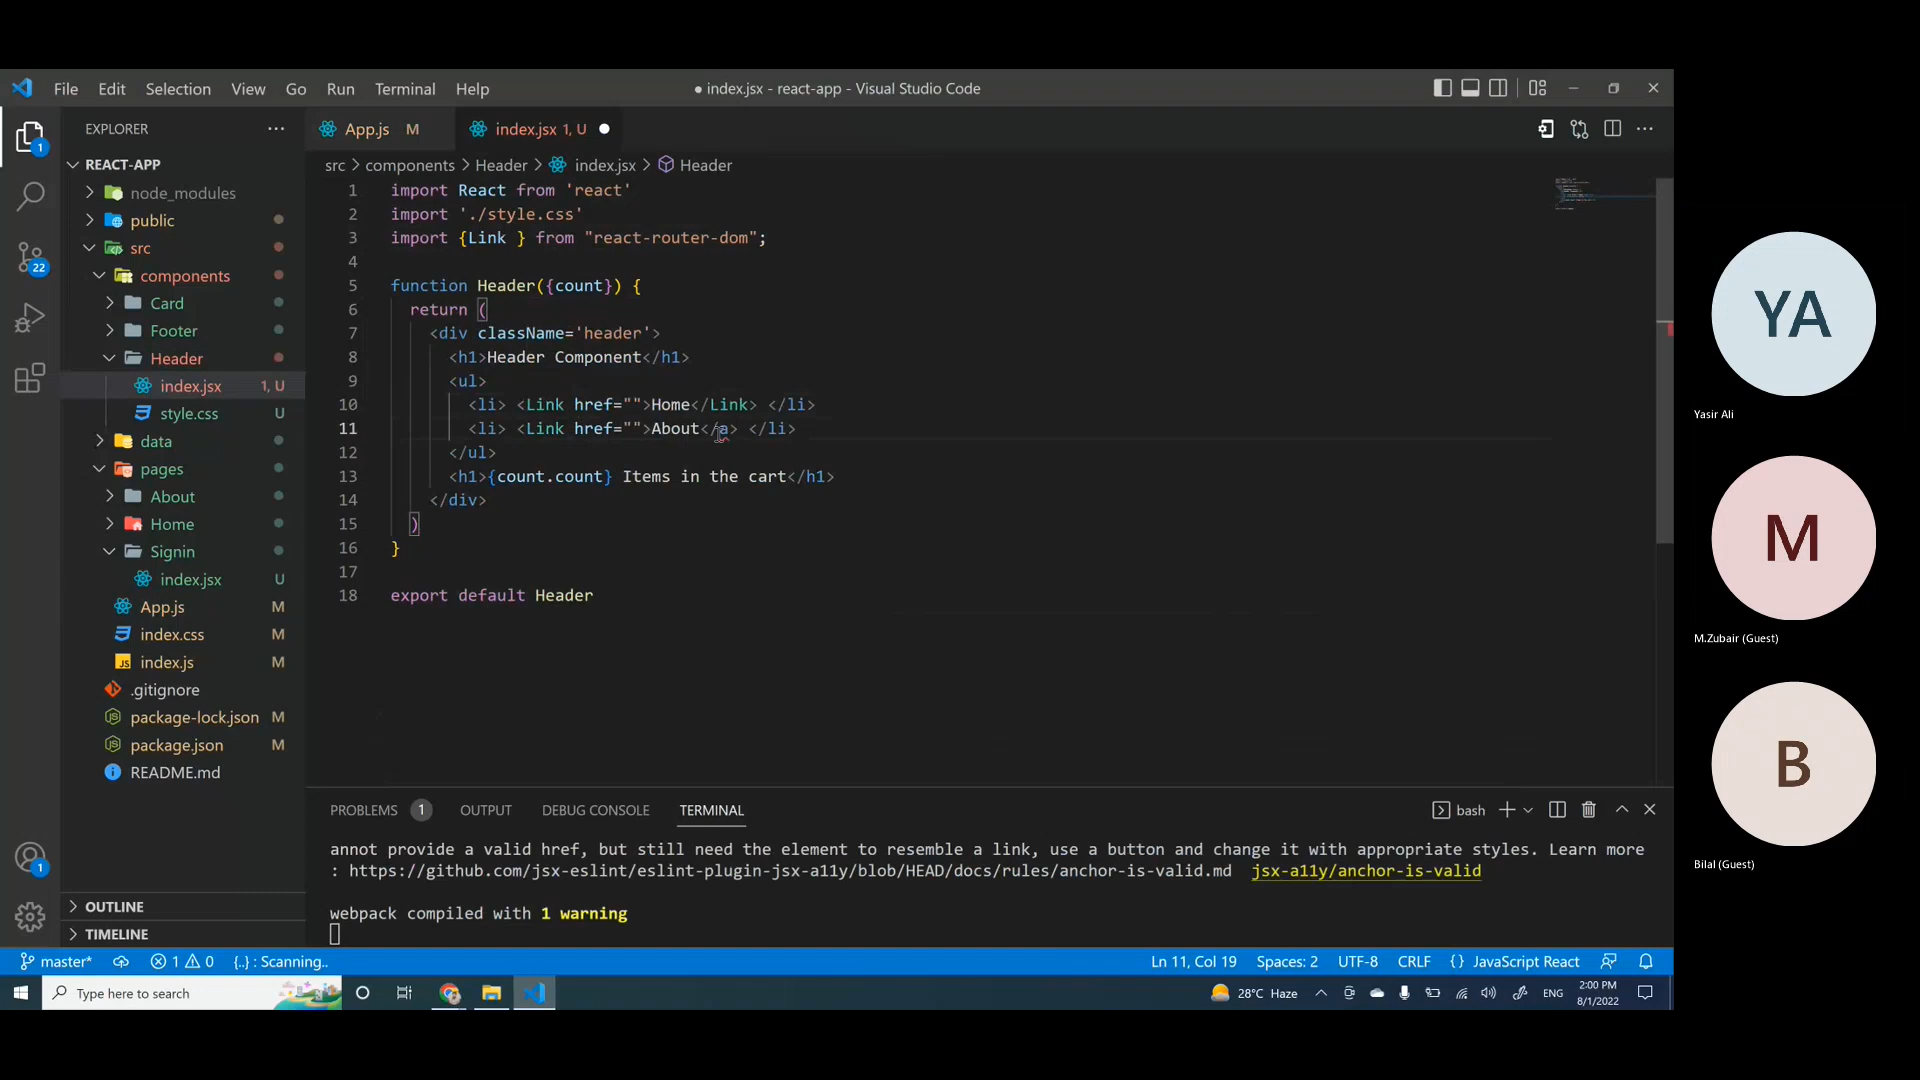 File Edit Selection View Go Run Terminal Help
● index.jsx - react-app - Visual Studio Code
EXPLORER
App.js M
index.jsx 1, U
src > components > Header > index.jsx > Header
REACT-APP
node_modules
public
src
components
Card
Footer
Header
index.jsx 1, U
style.css U
data
pages
About
Home
Signin
index.jsx U
App.js M
index.css M
JS index.js M
.gitignore
package-lock.json M
package.json M
README.md
OUTLINE
TIMELINE
1
22
1
1 import React from 'react'
2 import './style.css'
3 import {Link } from "react-router-dom";
4
5 function Header({count}) {
6 return (
7 <div className='header'>
8 <h1>Header Component</h1>
9 <ul>
10 <li> <Link href="">Home</Link> </li>
11 <li> <Link href="">About</a> </li>
12 </ul>
13 <h1>{count.count} Items in the cart</h1>
14 </div>
15 )
16 }
17
18 export default Header
PROBLEMS 1 OUTPUT DEBUG CONSOLE TERMINAL
bash
annot provide a valid href, but still need the element to resemble a link, use a button and change it with appropriate styles. Learn more
: https://github.com/jsx-eslint/eslint-plugin-jsx-a11y/blob/HEAD/docs/rules/anchor-is-valid.md jsx-a11y/anchor-is-valid
webpack compiled with 1 warning
master* 1 0 {..} : Scanning..
Ln 11, Col 19 Spaces: 2 UTF-8 CRLF {} JavaScript React
Type here to search
28°C Haze
ENG
2:00 PM
8/1/2022
YA
Yasir Ali
M
M.Zubair (Guest)
B
Bilal (Guest)